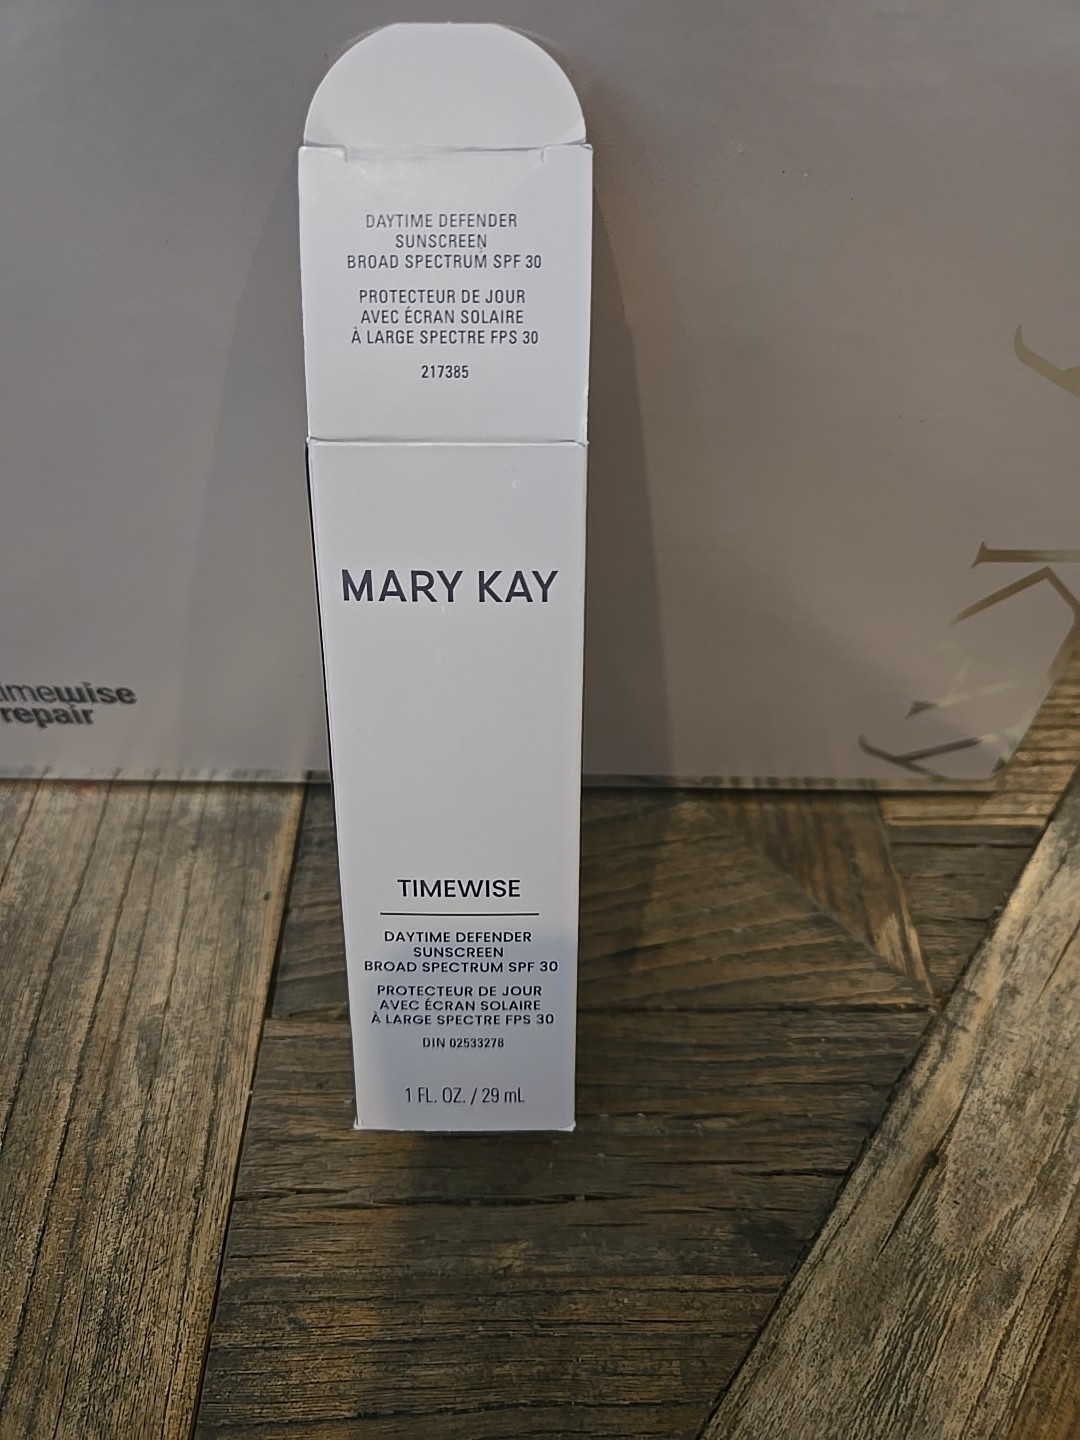 DAYTIME DEFENDER
SUNSCREEN
BROAD SPECTRUM SPF 30
PROTECTEUR DE JOUR
AVEC ÉCRAN SOLAIRE
À LARGE SPECTRE FPS 30
217385
MARY KAY
TIMEWISE
DAYTIME DEFENDER
SUNSCREEN
BROAD SPECTRUM SPF 30
PROTECTEUR DE JOUR
AVEC ÉCRAN SOLAIRE
À LARGE SPECTRE FPS 30
DIN 02533278
1 FL. OZ. / 29 mL
imewise
repair